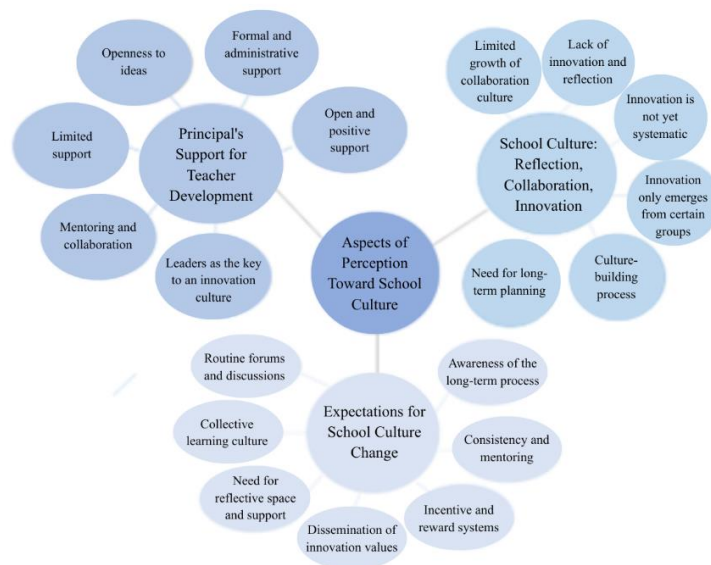 Formal and
administrative
support
Openness to
ideas
Open and
positive support
Limited
support
Principal's
Support for
Teacher
Development
Mentoring and
collaboration
Leaders as the key
to an innovation
culture
Aspects of
Perception
Toward School
Culture
Limited
growth of
collaboration
culture
Lack of
innovation and
reflection
Innovation is
not yet
systematic
School Culture:
Reflection,
Collaboration,
Innovation
Innovation
only emerges
from certain
groups
Need for long-
term planning
Culture-
building
process
Routine forums
and discussions
Awareness of the
long-term process
Expectations for
School Culture
Change
Collective
learning culture
Consistency and
mentoring
Need for
reflective space
and support
Incentive and
reward systems
Dissemination of
innovation values